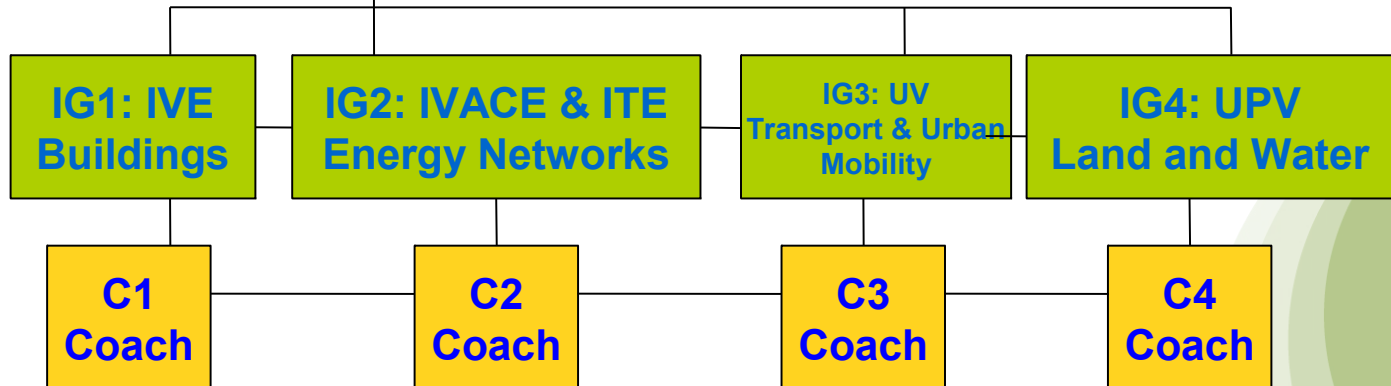 IG1: IVE
Buildings
IG2: IVACE & ITE
Energy Networks
IG3: UV
Transport & Urban
Mobility
IG4: UPV
Land and Water
C1
Coach
C2
Coach
C3
Coach
C4
Coach